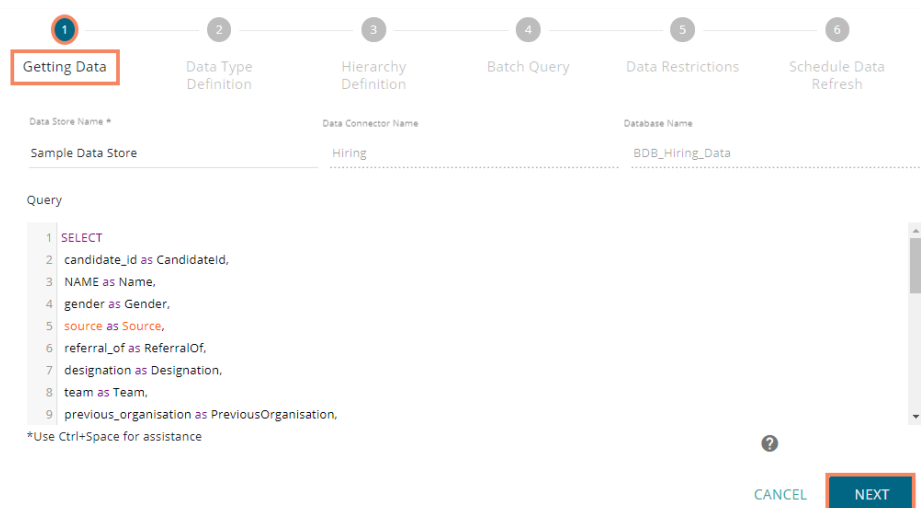 1 2 3 4 5 6
Getting Data Data Type Hierarchy Batch Query Data Restrictions Schedule Data
Definition Definition Refresh
Data Store Name * Data Connector Name Database Name
Sample Data Store Hiring BDB_Hiring_Data
Query
1 SELECT
2 candidate_id as CandidateId,
3 NAME as Name,
4 gender as Gender,
5 source as Source,
6 referral_of as ReferralOf,
7 designation as Designation,
8 team as Team,
9 previous_organisation as PreviousOrganisation,
*Use Ctrl+Space for assistance
?
CANCEL NEXT